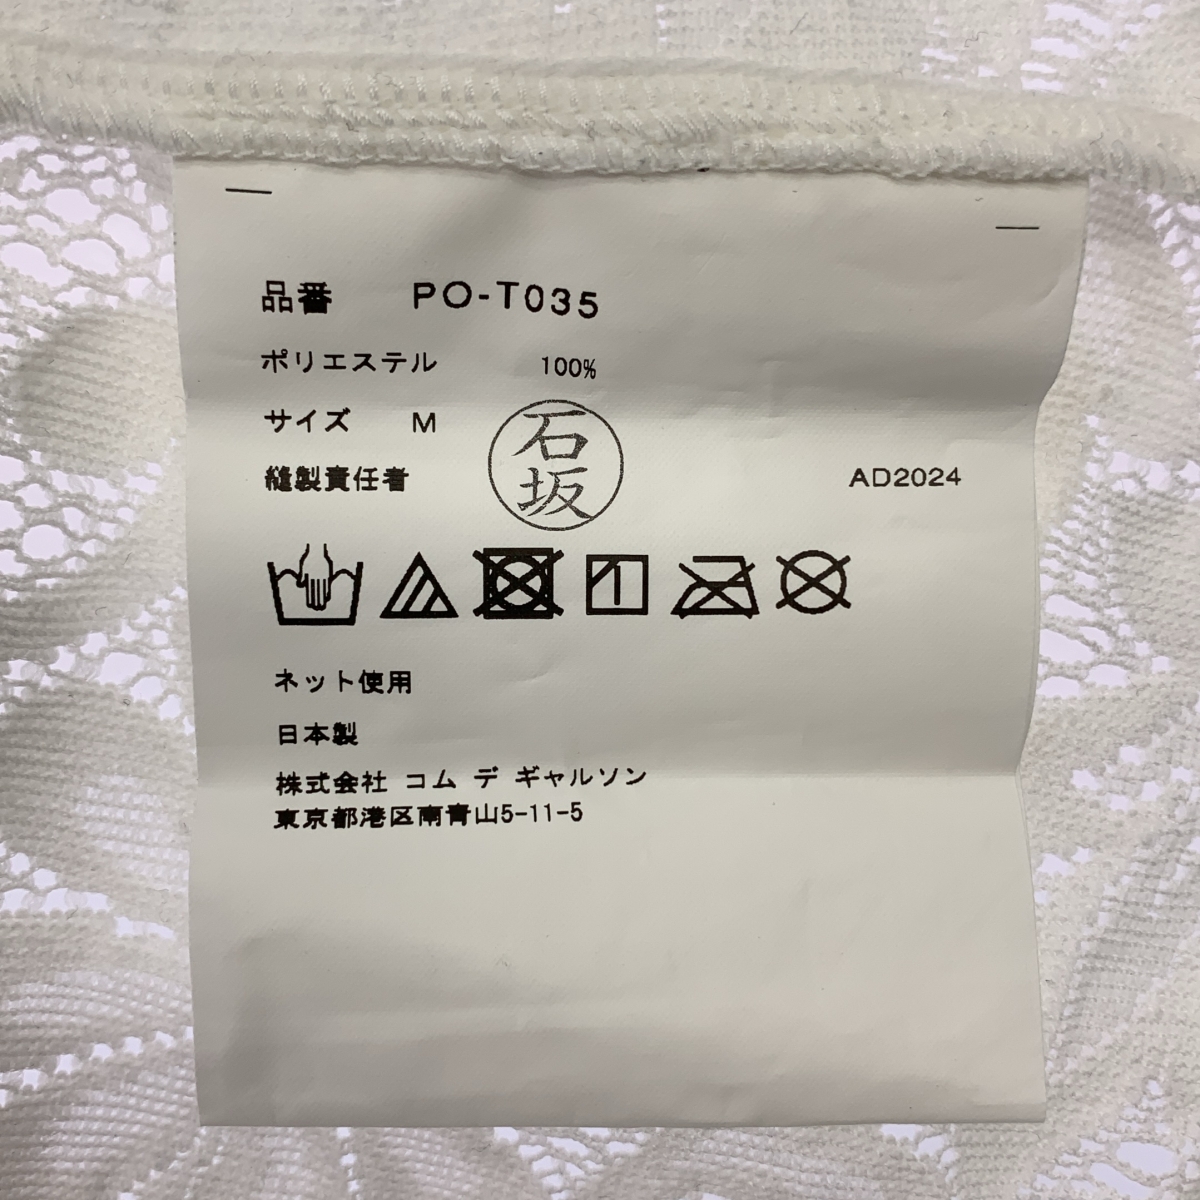 品番 PO-T035
ポリエステル 100%
サイズ M
縫製責任者 石坂 AD2024
ネット使用
日本製
株式会社 コム デ ギャルソン
東京都港区南青山5-11-5